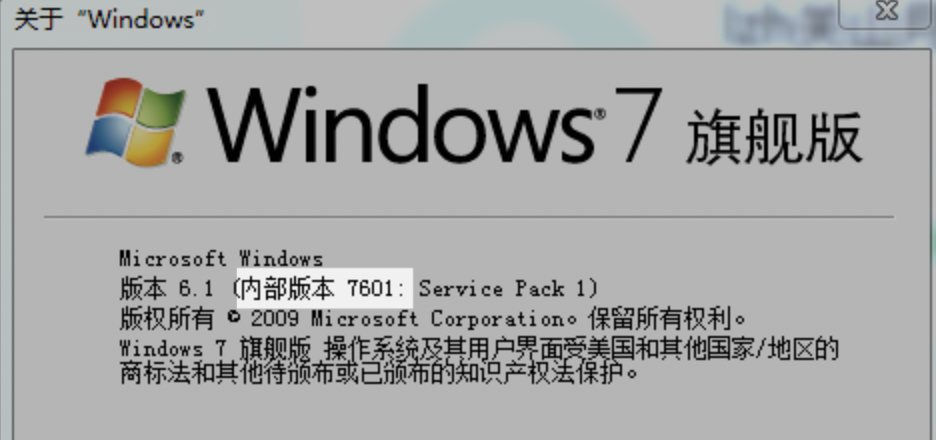 关于 “Windows”
Windows® 7 旗舰版
Microsoft Windows
版本 6.1 (内部版本 7601: Service Pack 1)
版权所有 © 2009 Microsoft Corporation。保留所有权利。
Windows 7 旗舰版 操作系统及其用户界面受美国和其他国家/地区的
商标法和其他待颁布或已颁布的知识产权法保护。